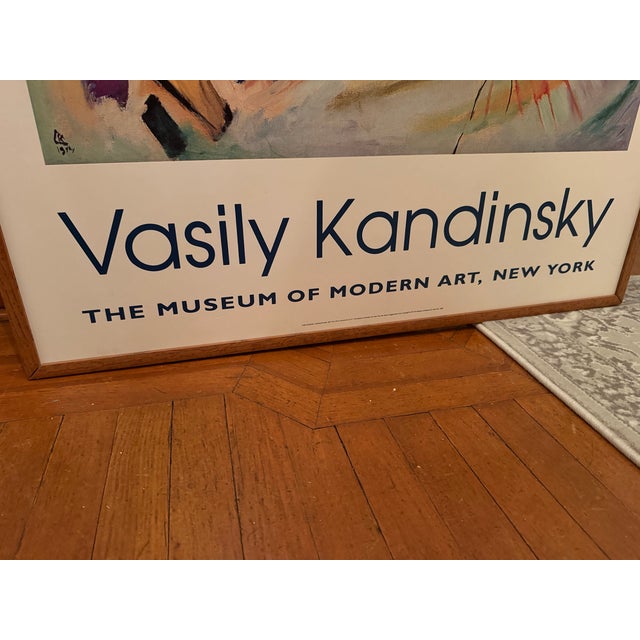 Vasily Kandinsky
THE MUSEUM OF MODERN ART, NEW YORK